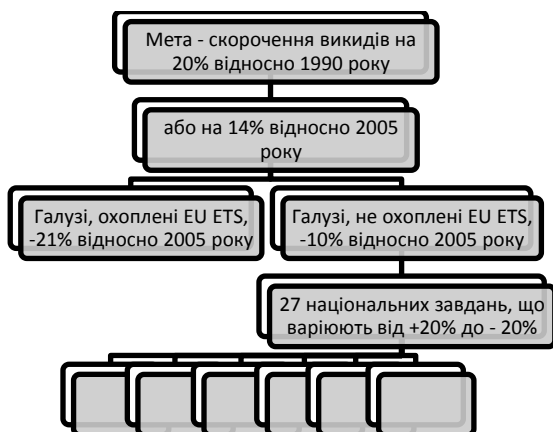 Мета - скорочення викидів на
20% відносно 1990 року
або на 14% відносно 2005
року
Галузі, охоплені EU ETS,
-21% відносно 2005 року
Галузі, не охоплені EU ETS,
-10% відносно 2005 року
27 національних завдань, що
варіюють від +20% до - 20%